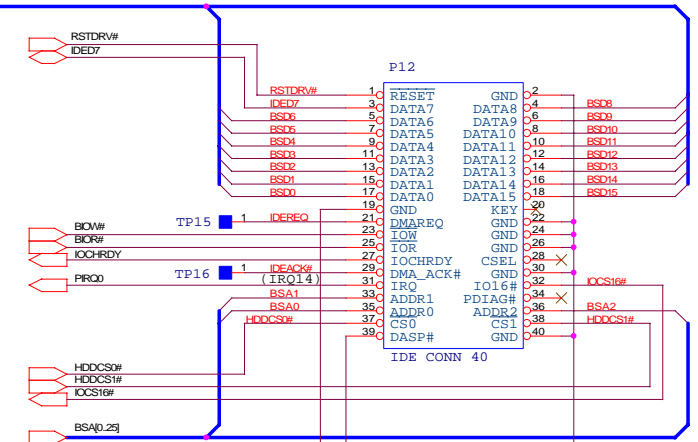 RSTDRV#
IDED7
P12
RSTDRV# 1 RESET GND 2
IDED7 3 DATA7 DATA8 4 BSD8
BSD6 5 DATA6 DATA9 6 BSD9
BSD5 7 DATA5 DATA10 8 BSD10
BSD4 9 DATA4 DATA11 10 BSD11
BSD3 11 DATA3 DATA12 12 BSD12
BSD2 13 DATA2 DATA13 14 BSD13
BSD1 15 DATA1 DATA14 16 BSD14
BSD0 17 DATA0 DATA15 18 BSD15
19 GND KEY 20
TP15 1 IDEREQ 21 DMAREQ GND 22
BIOW# 23 IOW GND 24
BIOR# 25 IOR GND 26
IOCHRDY 27 IOCHRDY CSEL 28
TP16 1 IDEACK# 29 DMA_ACK# GND 30
PIRQ0 (IRQ14) 31 IRQ IO16# 32 IOCS16#
BSA1 33 ADDR1 PDIAG# 34
BSA0 35 ADDR0 ADDR2 36 BSA2
HDDCS0# 37 CS0 CS1 38 HDDCS1#
39 DASP# GND 40
IDE CONN 40
HDDCS0#
HDDCS1#
IOCS16#
BSA[0..25]